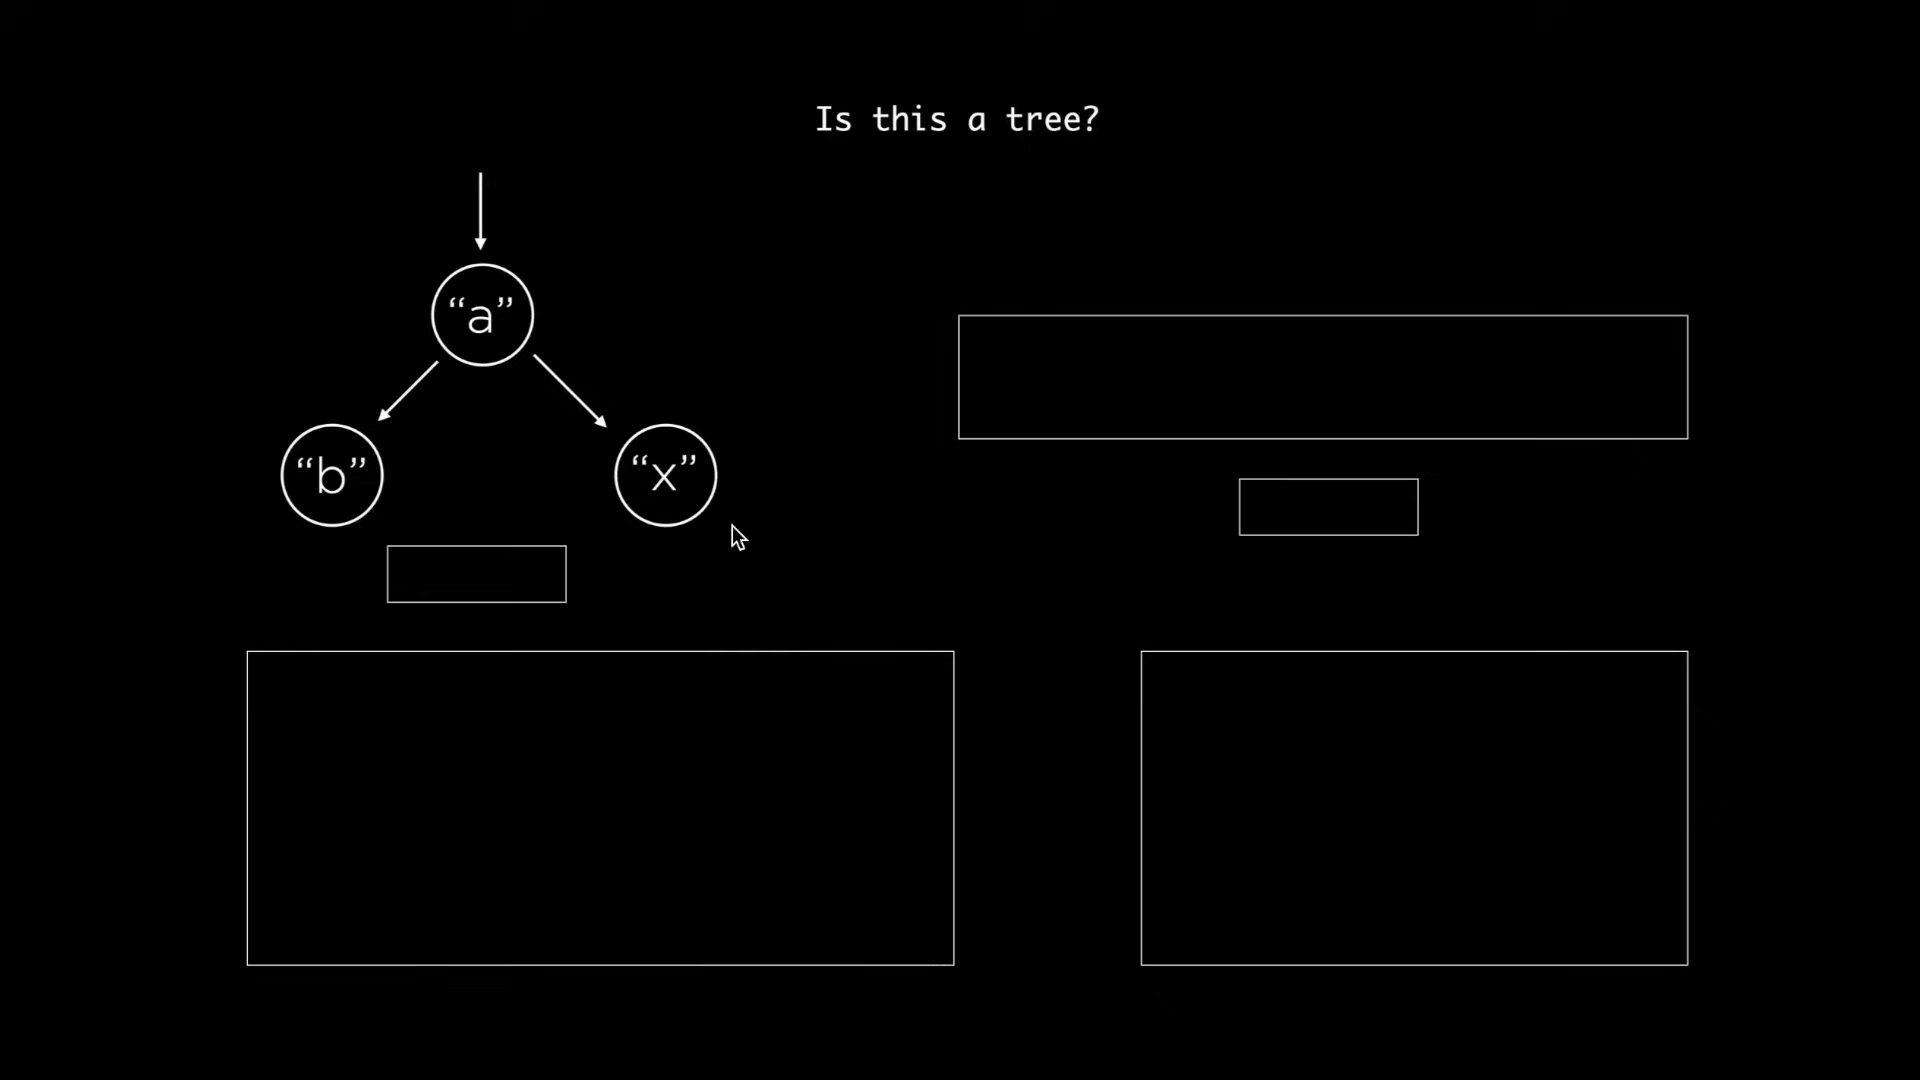 Is this a tree?
“a”
“b” “x”